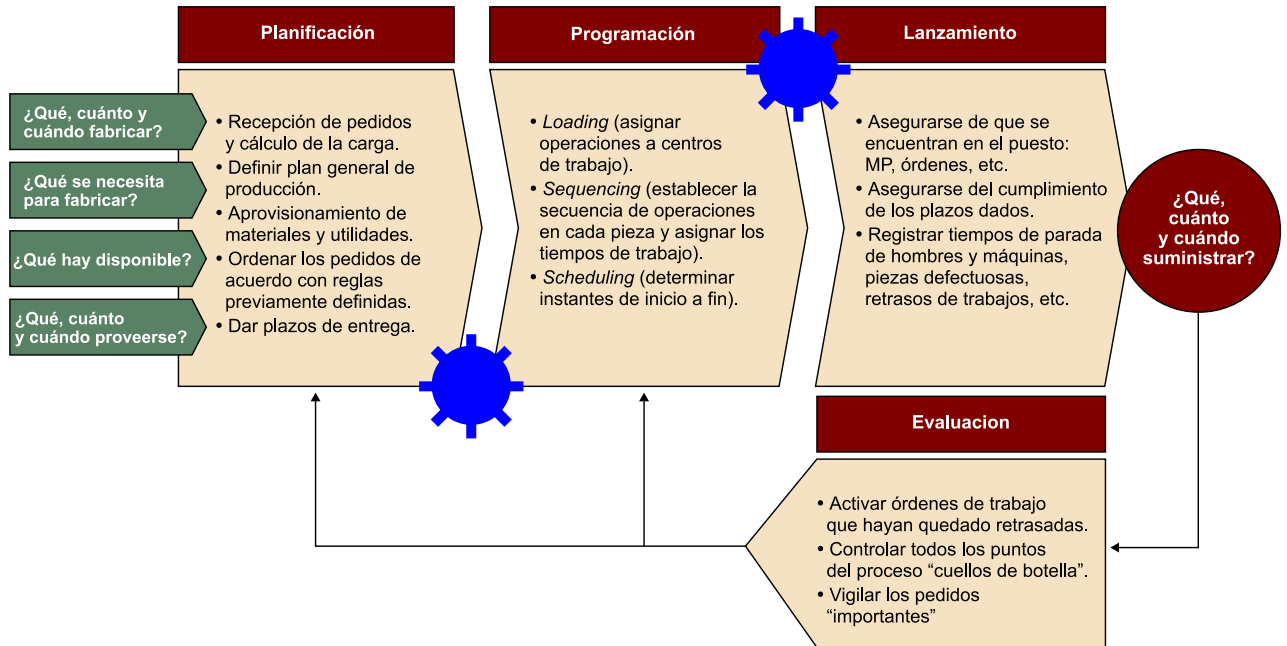 Planificación
¿Qué, cuánto y
cuándo fabricar?
¿Qué se necesita
para fabricar?
¿Qué hay disponible?
¿Qué, cuánto
y cuándo proveerse?
• Recepción de pedidos
y cálculo de la carga.
• Definir plan general de
producción.
• Aprovisionamiento de
materiales y utilidades.
• Ordenar los pedidos de
acuerdo con reglas
previamente definidas.
• Dar plazos de entrega.
Programación
• Loading (asignar
operaciones a centros
de trabajo).
• Sequencing (establecer la
secuencia de operaciones
en cada pieza y asignar los
tiempos de trabajo).
• Scheduling (determinar
instantes de inicio a fin).
Lanzamiento
• Asegurarse de que se
encuentran en el puesto:
MP, órdenes, etc.
• Asegurarse del cumplimiento
de los plazos dados.
• Registrar tiempos de parada
de hombres y máquinas,
piezas defectuosas,
retrasos de trabajos, etc.
¿Qué,
cuánto
y cuándo
suministrar?
Evaluacion
• Activar órdenes de trabajo
que hayan quedado retrasadas.
• Controlar todos los puntos
del proceso “cuellos de botella”.
• Vigilar los pedidos
“importantes”